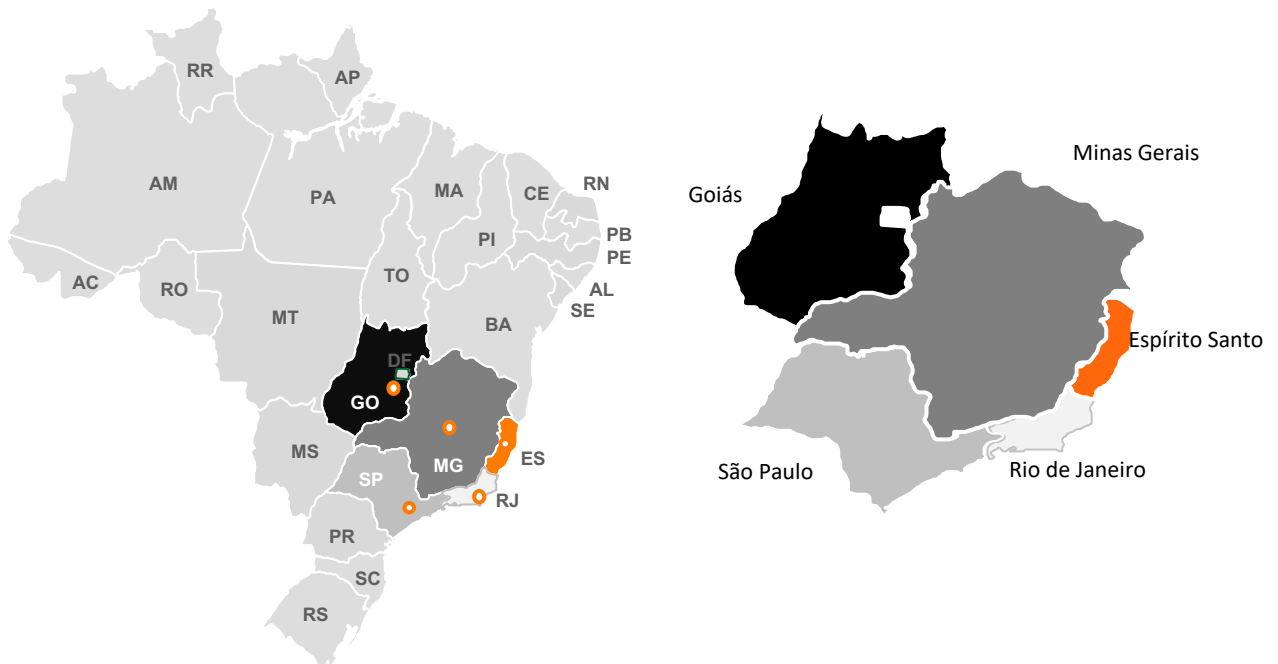 RR
AP
AM
PA
MA
CE
RN
PI
PB
PE
AC
RO
TO
AL
SE
MT
BA
DF
GO
MS
MG
ES
SP
RJ
PR
SC
RS
Minas Gerais
Goiás
Espírito Santo
São Paulo
Rio de Janeiro